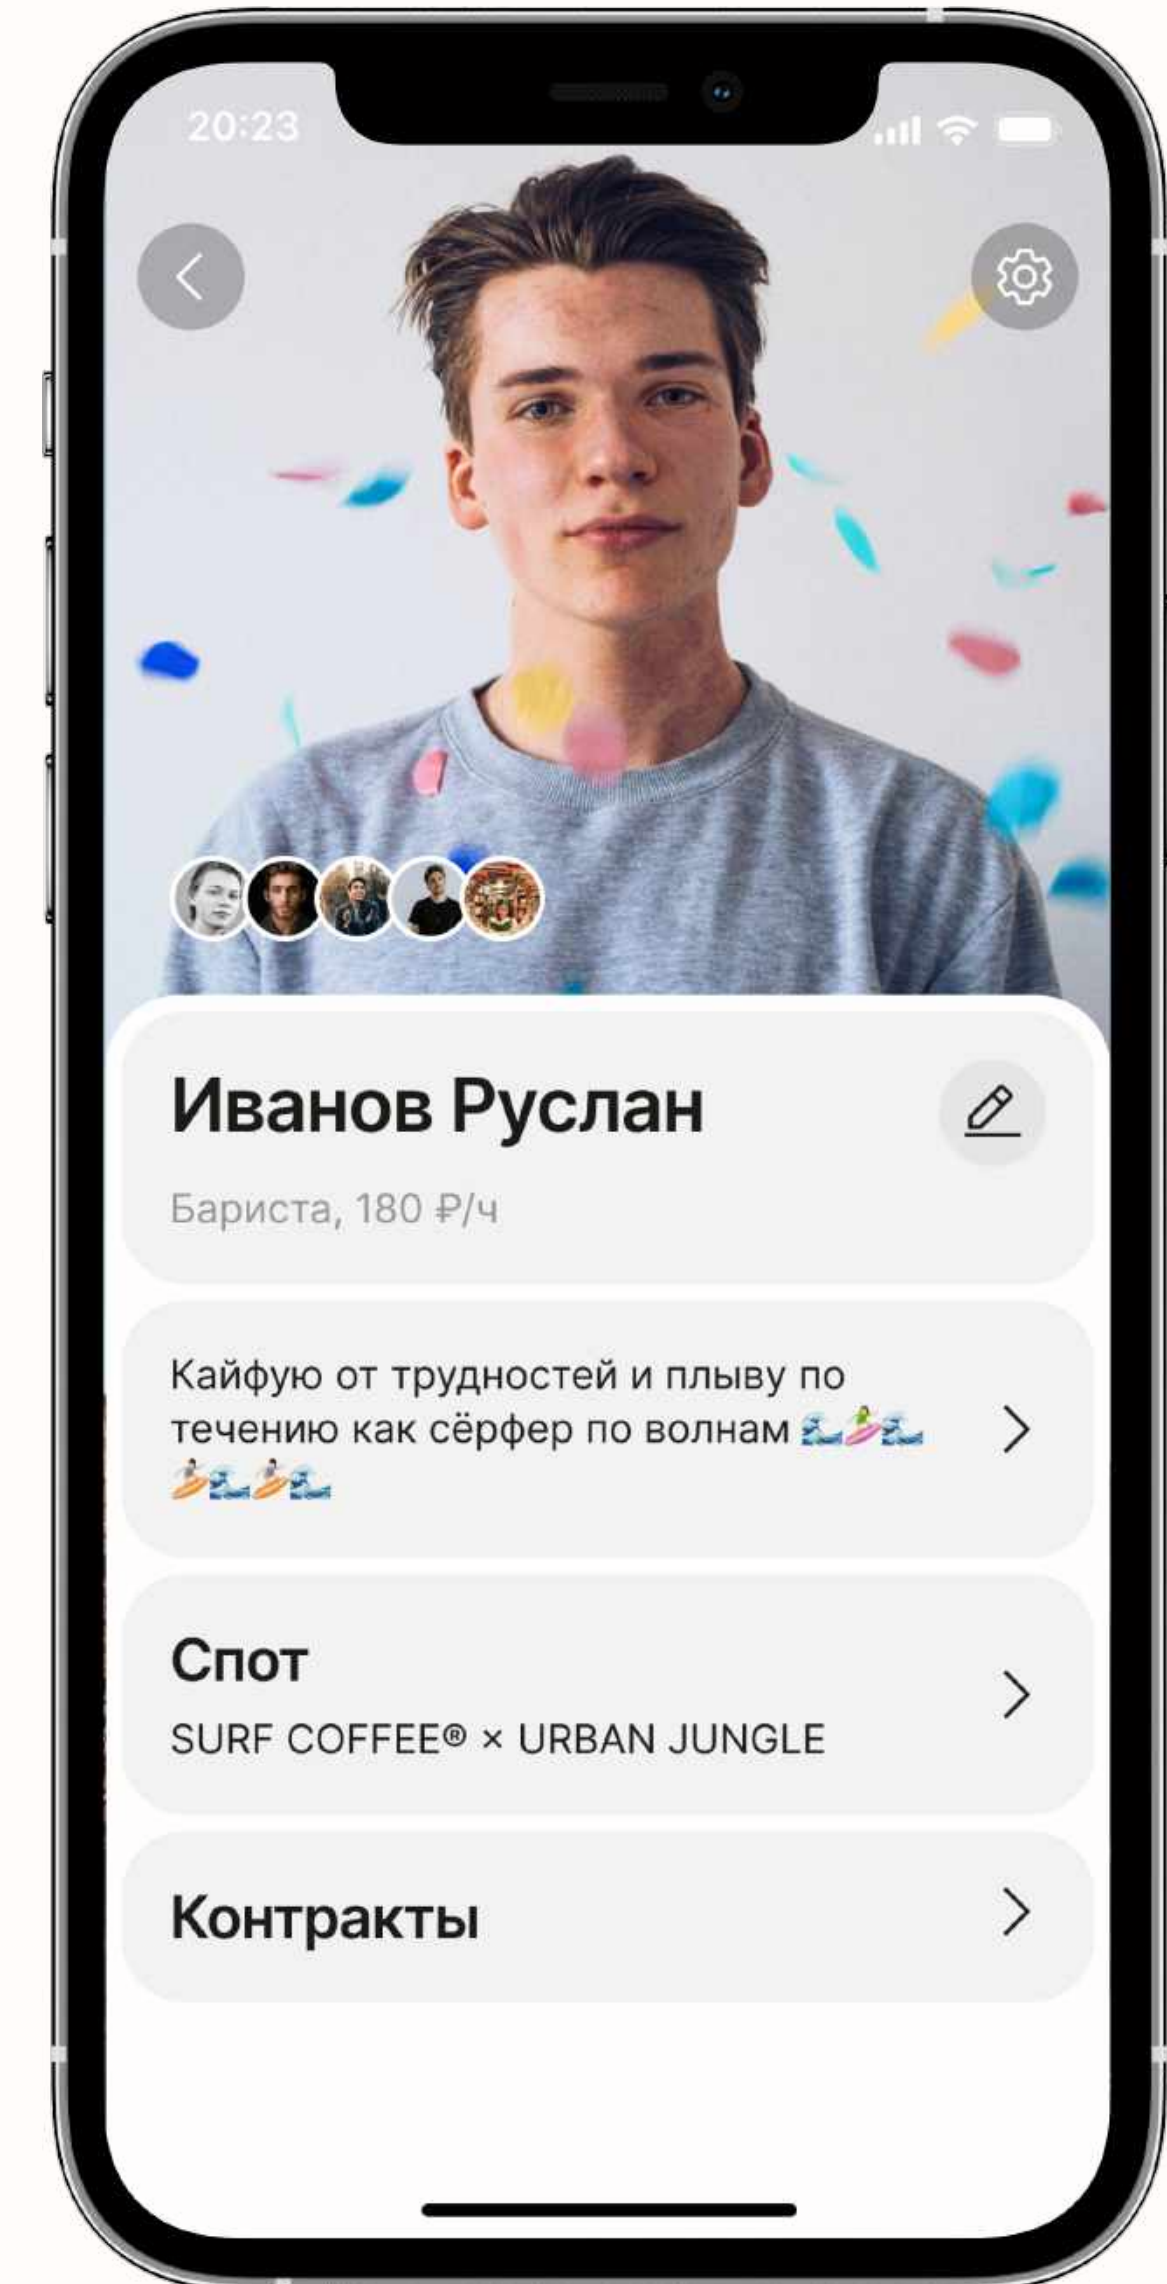 20:23
Иванов Руслан
Бариста, 180 ₽/ч
Кайфую от трудностей и плыву по
течению как сёрфер по волнам 🌊🏄‍♀️🌊
🏄🌊🏄🌊
Спот
SURF COFFEE® × URBAN JUNGLE
Контракты